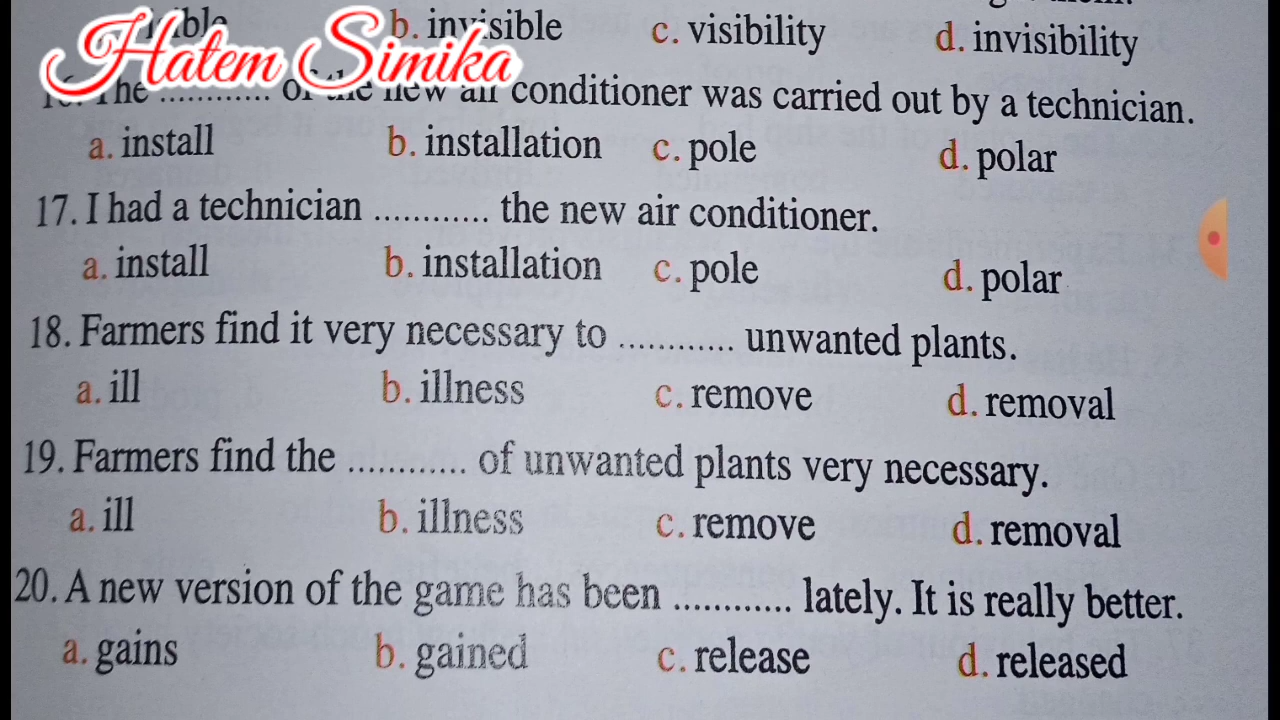 b. invisible c. visibility d. invisibility
Hatem Simika
The ............ of the new air conditioner was carried out by a technician.
a. install b. installation c. pole d. polar
17. I had a technician ............ the new air conditioner.
a. install b. installation c. pole d. polar
18. Farmers find it very necessary to ............ unwanted plants.
a. ill b. illness c. remove d. removal
19. Farmers find the ............ of unwanted plants very necessary.
a. ill b. illness c. remove d. removal
20. A new version of the game has been ............ lately. It is really better.
a. gains b. gained c. release d. released